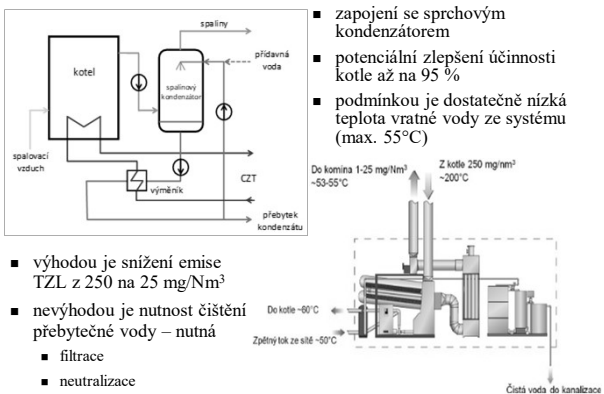 spaliny
kotel
přídavná
voda
spalinový
kondenzátor
spalovací
vzduch
výměník
CZT
přebytek
kondenzátu
▪ zapojení se sprchovým
kondenzátorem
▪ potenciální zlepšení účinnosti
kotle až na 95 %
▪ podmínkou je dostatečně nízká
teplota vratné vody ze systému
(max. 55°C)
▪ výhodou je snížení emise
TZL z 250 na 25 mg/Nm³
▪ nevýhodou je nutnost čištění
přebytečné vody – nutná
▪ filtrace
▪ neutralizace
Do komína 1-25 mg/Nm³
~53-55°C
Z kotle 250 mg/nm³
~200°C
Do kotle ~60°C
Zpětný tok ze sítě ~50°C
Čistá voda do kanalizace